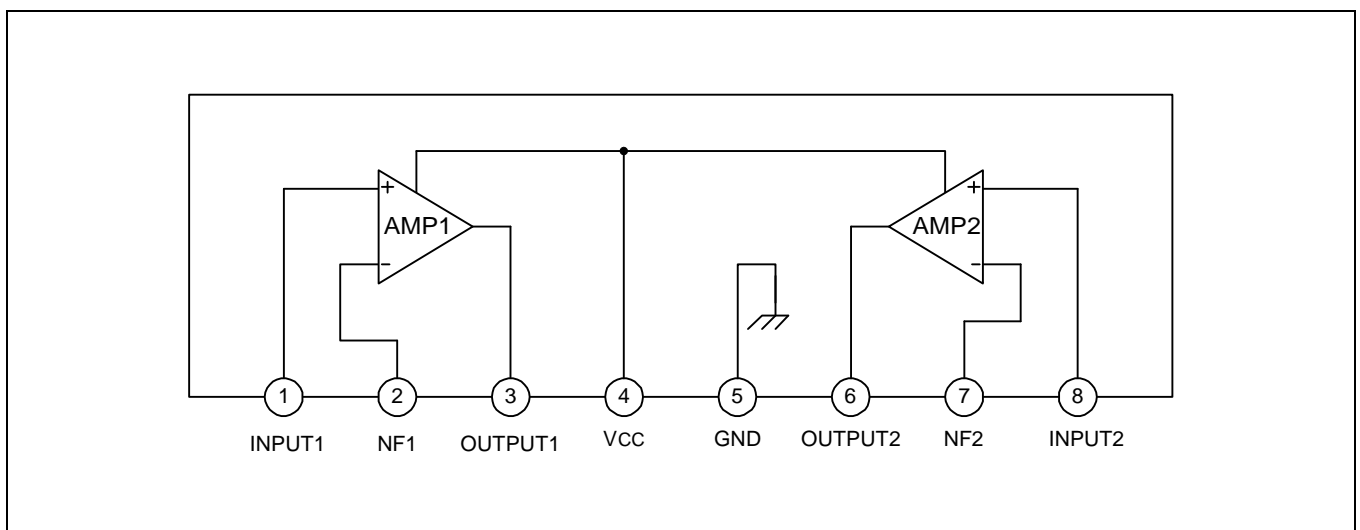 + +
AMP1 AMP2
− −
1 2 3 4 5 6 7 8
INPUT1 NF1 OUTPUT1 VCC GND OUTPUT2 NF2 INPUT2